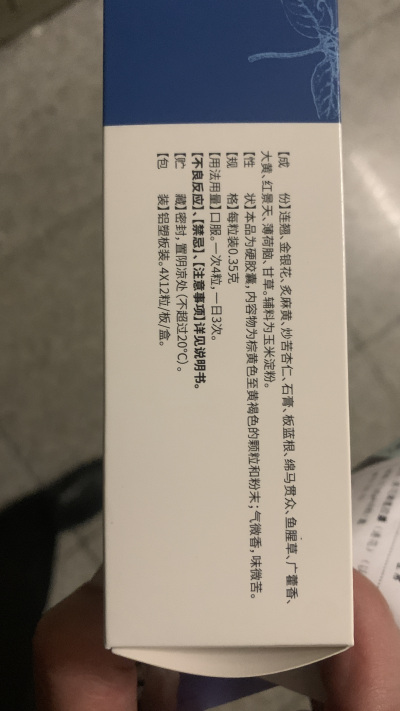 【成　份】连翘、金银花、炙麻黄、炒苦杏仁、石膏、板蓝根、绵马贯众、鱼腥草、广藿香、
大黄、红景天、薄荷脑、甘草。辅料为玉米淀粉。
【性　状】本品为硬胶囊,内容物为棕黄色至黄褐色的颗粒和粉末;气微香,味微苦。
【规　格】每粒装0.35克
【用法用量】口服。一次4粒,一日3次。
【不良反应】、【禁忌】、【注意事项】详见说明书。
【贮　藏】密封,置阴凉处(不超过20°C)。
【包　装】铝塑板装。4X12粒/板/盒。